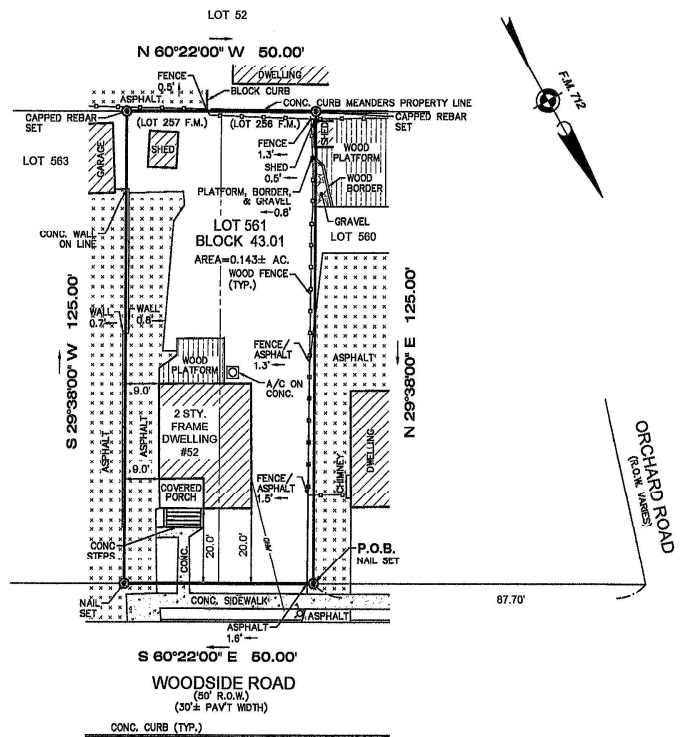 LOT 52
N 60°22'00" W 50.00'
DWELLING
FENCE
0.5'
BLOCK CURB
ASPHALT
CONC. CURB MEANDERS PROPERTY LINE
F.M. 712
CAPPED REBAR
SET
(LOT 257 F.M.)
(LOT 256 F.M.)
CAPPED REBAR
SET
LOT 563
GARAGE
SHED
FENCE
1.3'
SHED
0.5'
SHED
WOOD
PLATFORM
WOOD
BORDER
PLATFORM, BORDER,
& GRAVEL
0.6'
GRAVEL
LOT 560
CONC. WALL
ON LINE
LOT 561
BLOCK 43.01
AREA=0.143± AC.
WOOD FENCE
(TYP.)
WALL
0.7'
WALL
0.6'
S 29°38'00" W 125.00'
N 29°38'00" E 125.00'
WOOD
PLATFORM
FENCE/
ASPHALT
1.3'
ASPHALT
A/C ON
CONC.
9.0'
2 STY.
FRAME
DWELLING
#52
ASPHALT
ASPHALT
9.0'
COVERED
PORCH
FENCE/
ASPHALT
1.5'
CHIMNEY
DWELLING
ORCHARD ROAD
(R.O.W. VARIES)
CONC
STEPS
CONC.
20.0'
20.0'
P.O.B.
NAIL SET
NAIL
SET
CONC. SIDEWALK
87.70'
ASPHALT
ASPHALT
1.6'
S 60°22'00" E 50.00'
WOODSIDE ROAD
(50' R.O.W.)
(30'± PAV'T WIDTH)
CONC. CURB (TYP.)